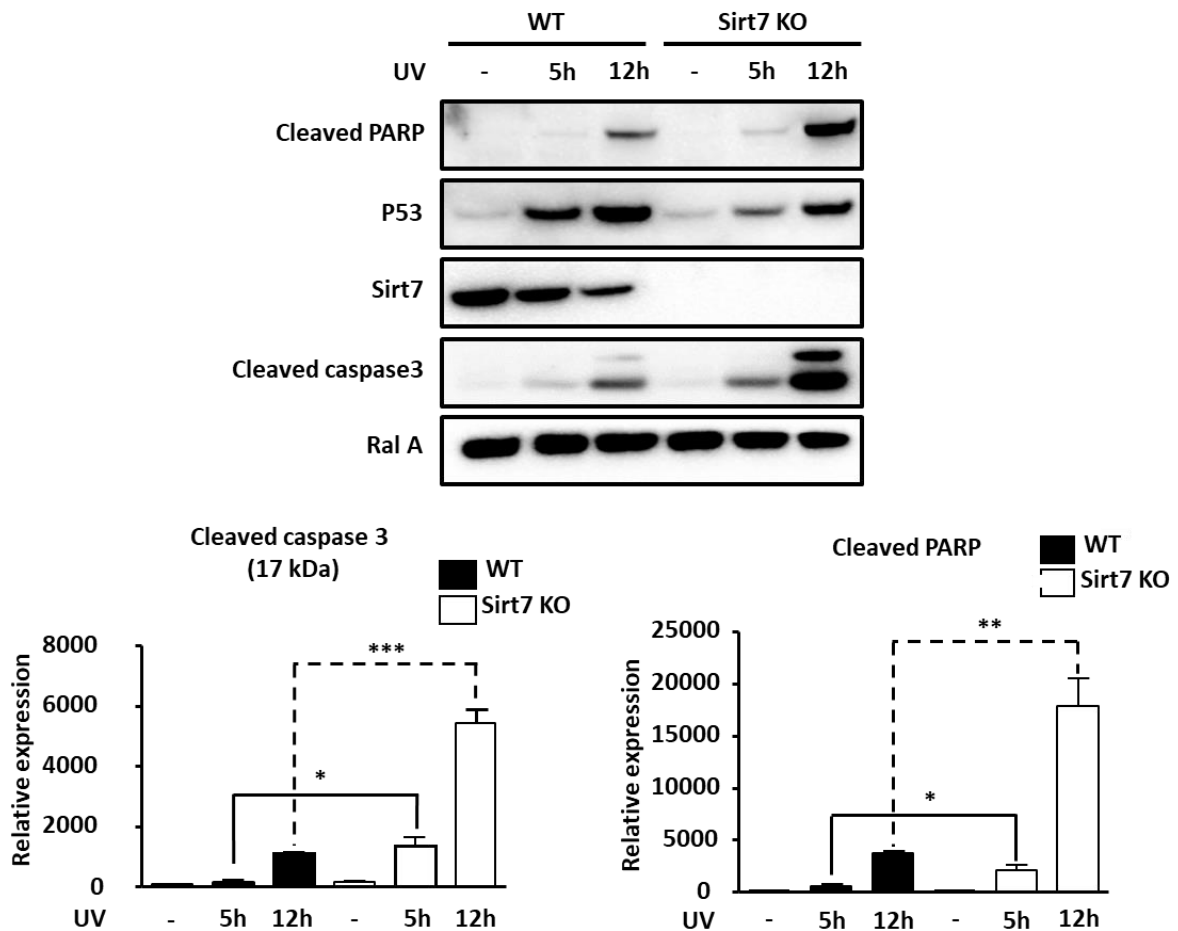 WT Sirt7 KO
UV - 5h 12h - 5h 12h
Cleaved PARP
P53
Sirt7
Cleaved caspase3
Ral A
Cleaved caspase 3
(17 kDa)
WT
Sirt7 KO
Relative expression
8000
6000
4000
2000
0
***
*
UV - 5h 12h - 5h 12h
Cleaved PARP
WT
Sirt7 KO
Relative expression
25000
20000
15000
10000
5000
0
**
*
UV - 5h 12h - 5h 12h